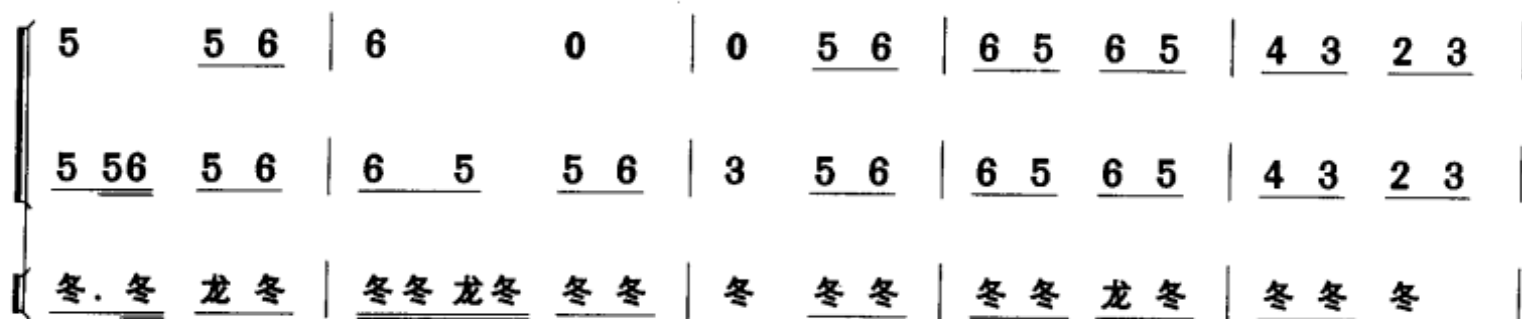 5 5 6 | 6 0 | 0 5 6 | 6 5 6 5 | 4 3 2 3 |
5 56 5 6 | 6 5 5 6 | 3 5 6 | 6 5 6 5 | 4 3 2 3 |
冬. 冬 龙 冬 | 冬冬 龙冬 冬 冬 | 冬 冬 冬 | 冬 冬 龙 冬 | 冬 冬 冬 |